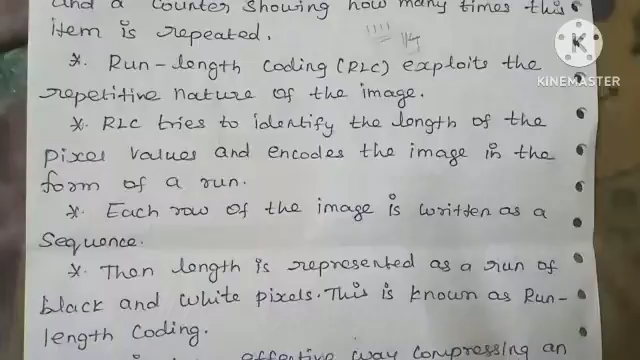 and a counter showing how many times this
item is repeated.
*. Run-length Coding (RLC) exploits the
repetitive nature of the image.
*. RLC tries to identify the length of the
pixel values and encodes the image in the
form of a run.
*. Each row of the image is written as a
sequence.
*. Then length is represented as a run of
black and white pixels. This is known as Run-
length Coding.
effective way compressing an
K
KINEMASTER